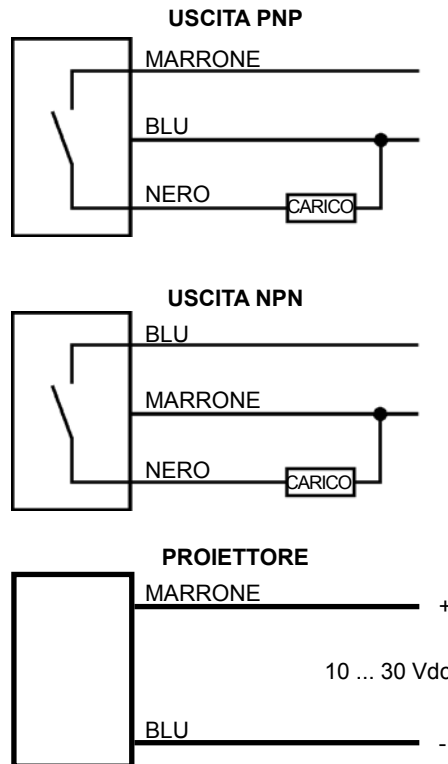 USCITA PNP
MARRONE
BLU
NERO
CARICO
USCITA NPN
BLU
MARRONE
NERO
CARICO
PROIETTORE
MARRONE
+
10 ... 30 Vdc
BLU
-